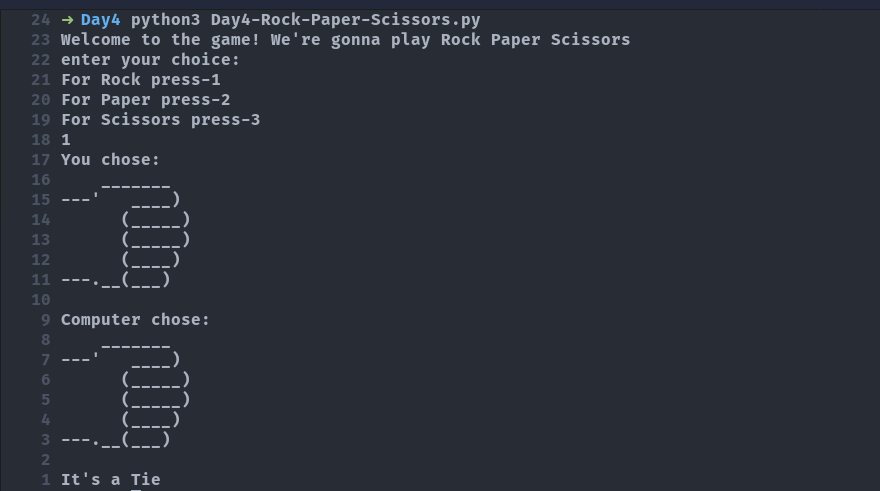 24 → Day4 python3 Day4-Rock-Paper-Scissors.py
23 Welcome to the game! We're gonna play Rock Paper Scissors
22 enter your choice:
21 For Rock press-1
20 For Paper press-2
19 For Scissors press-3
18 1
17 You chose:
16     _______
15 ---'   ____)
14       (_____)
13       (_____)
12       (____)
11 ---.__(___)
10
 9 Computer chose:
 8     _______
 7 ---'   ____)
 6       (_____)
 5       (_____)
 4       (____)
 3 ---.__(___)
 2
 1 It's a Tie